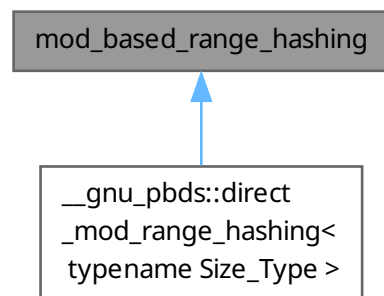 mod_based_range_hashing
__gnu_pbds::direct
_mod_range_hashing<
typename Size_Type >